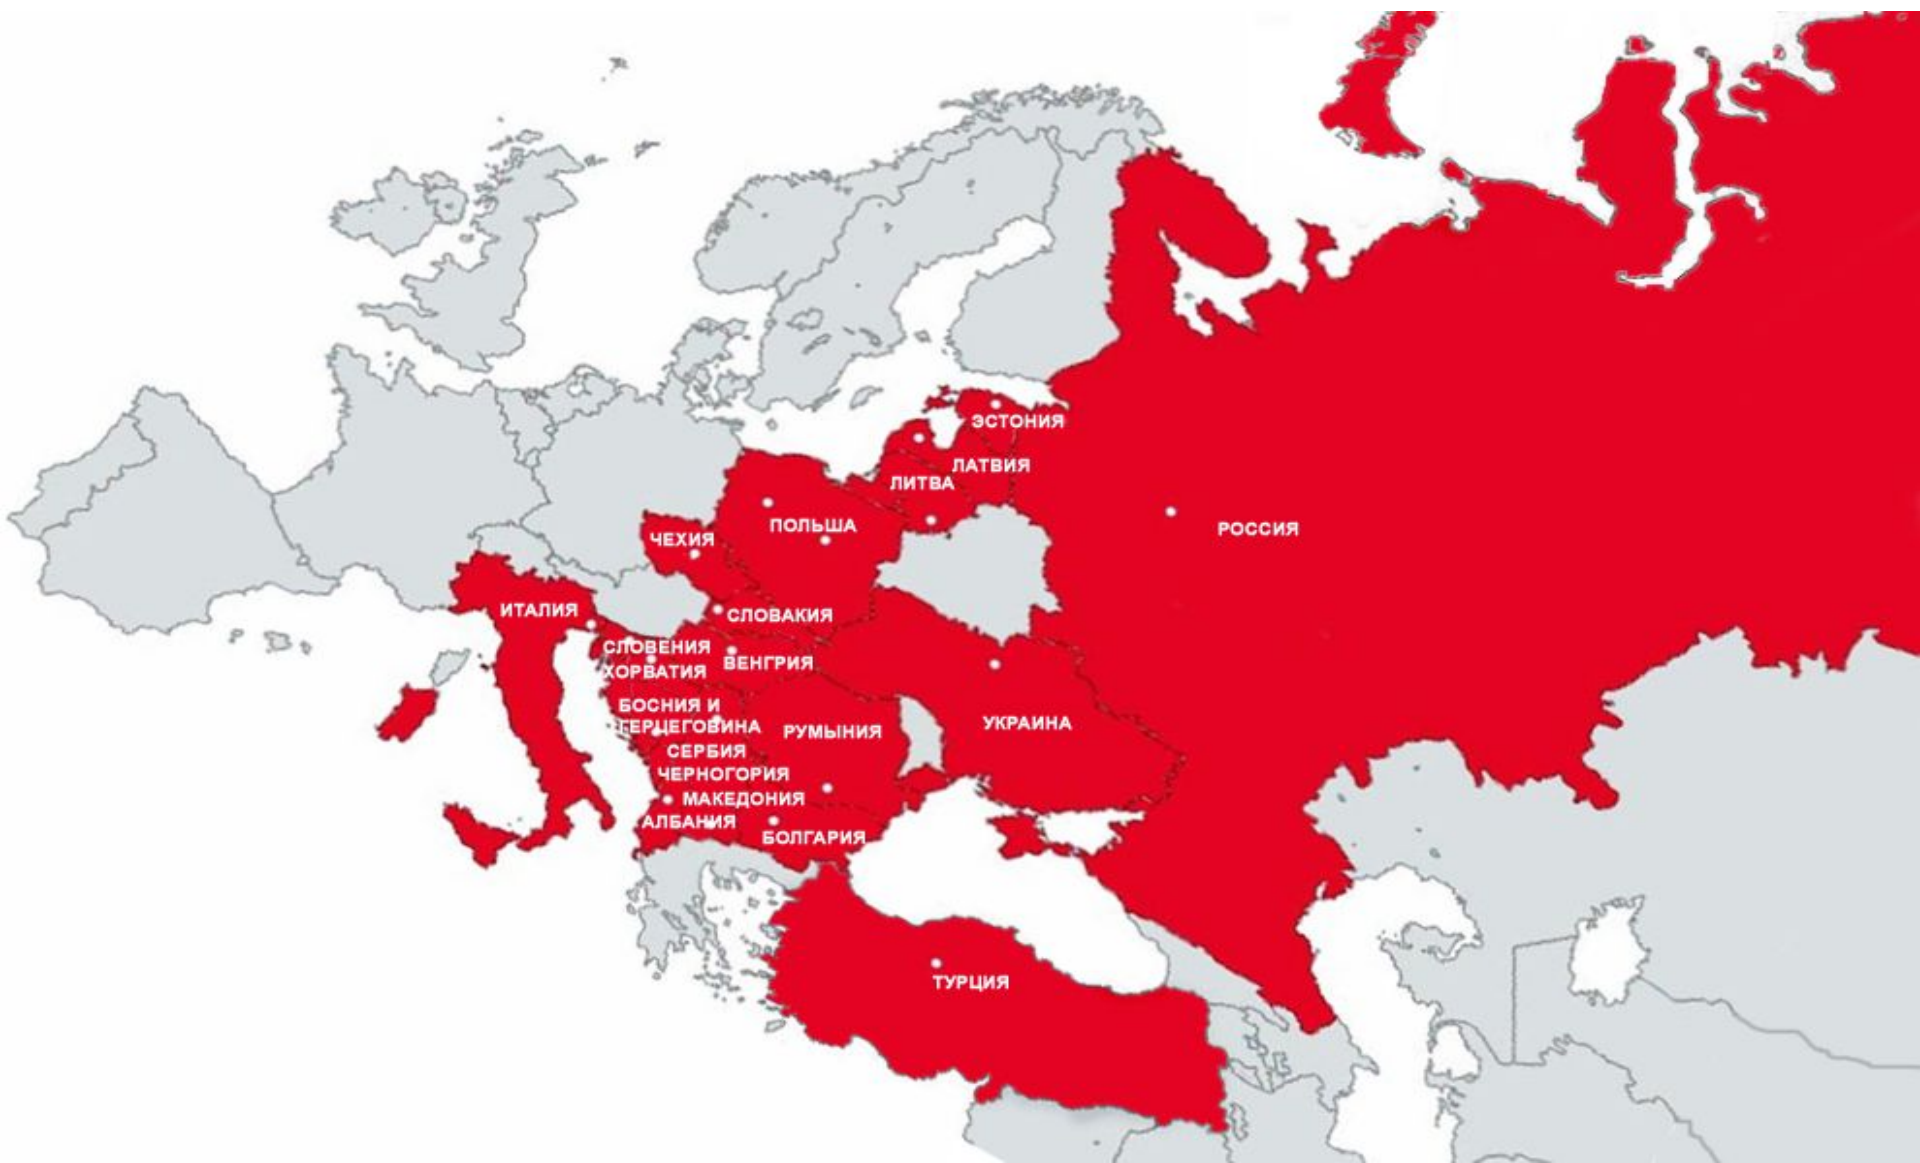 ЭСТОНИЯ
ЛАТВИЯ
ЛИТВА
ПОЛЬША
РОССИЯ
ЧЕХИЯ
ИТАЛИЯ
СЛОВАКИЯ
СЛОВЕНИЯ
ВЕНГРИЯ
ХОРВАТИЯ
БОСНИЯ И
ГЕРЦЕГОВИНА
РУМЫНИЯ
УКРАИНА
СЕРБИЯ
ЧЕРНОГОРИЯ
МАКЕДОНИЯ
АЛБАНИЯ
БОЛГАРИЯ
ТУРЦИЯ